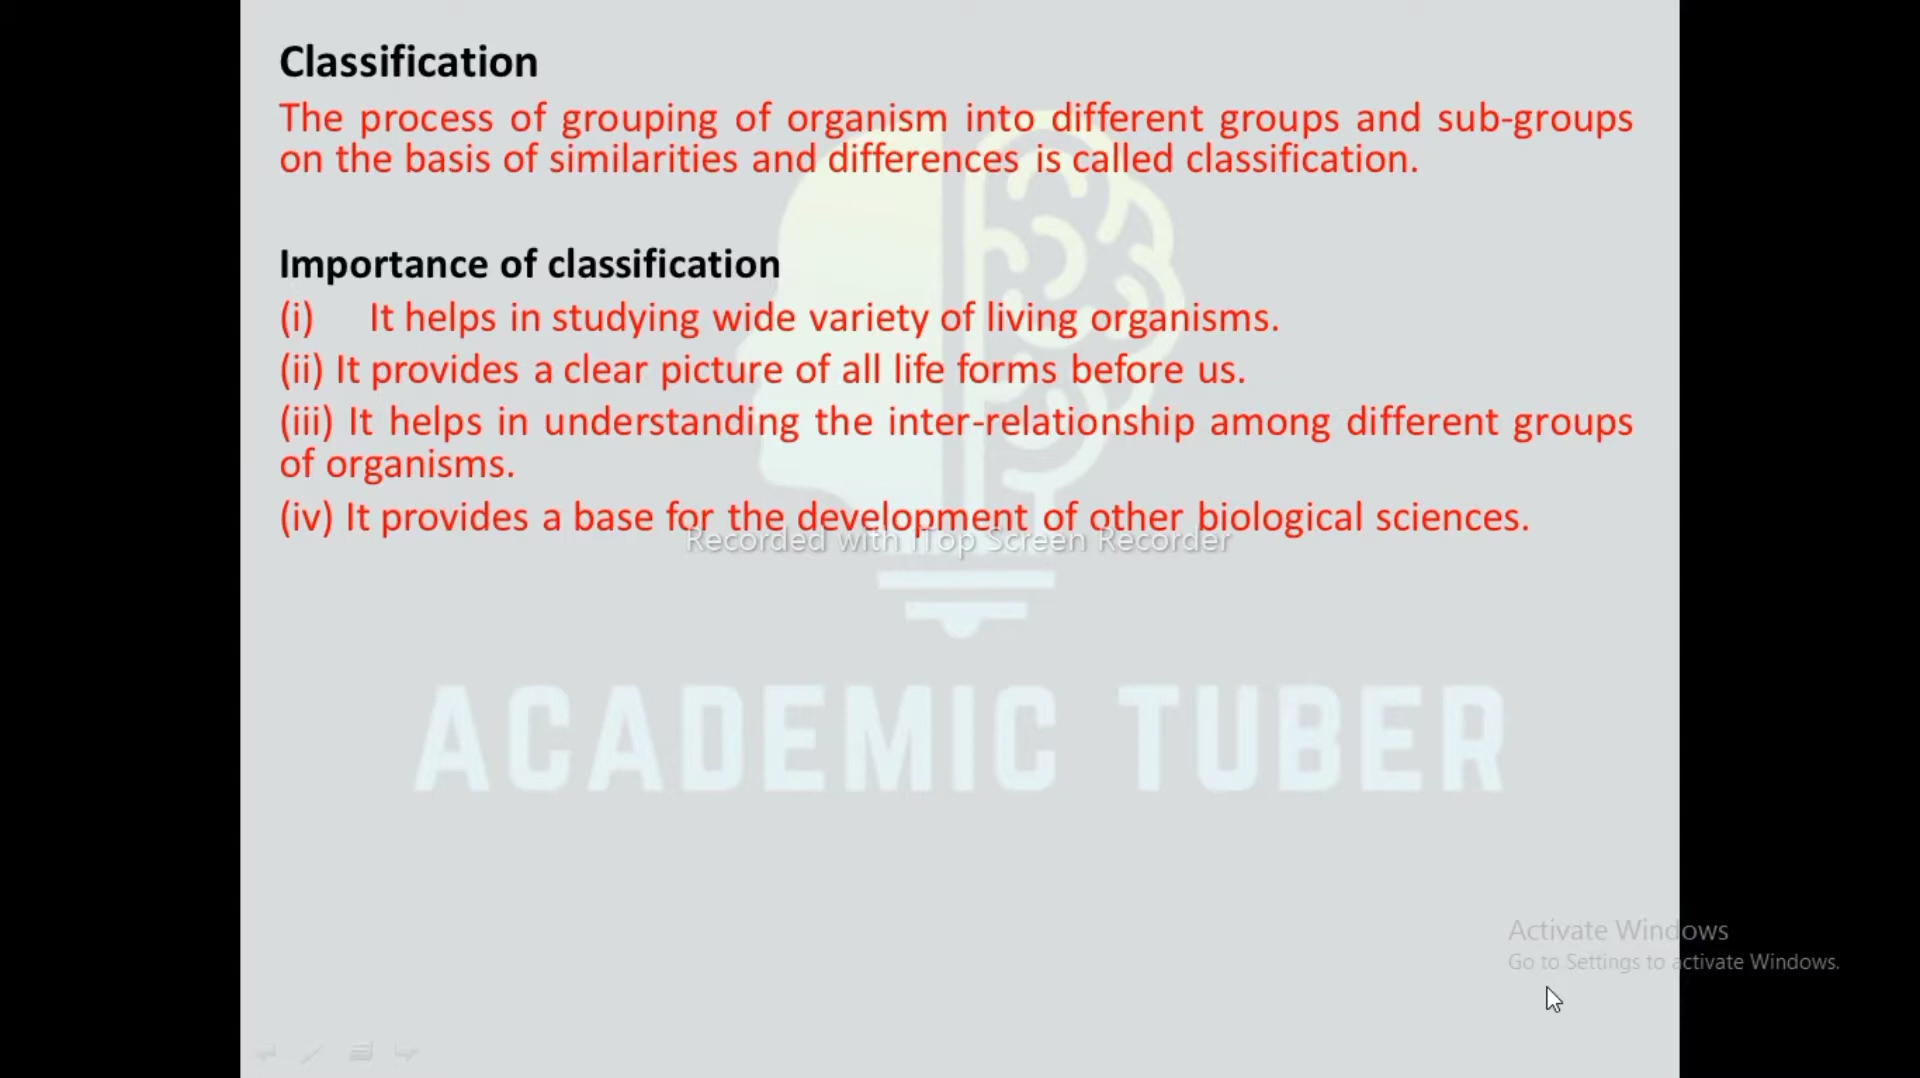 Classification
The process of grouping of organism into different groups and sub-groups
on the basis of similarities and differences is called classification.
Importance of classification
(i) It helps in studying wide variety of living organisms.
(ii) It provides a clear picture of all life forms before us.
(iii) It helps in understanding the inter-relationship among different groups
of organisms.
(iv) It provides a base for the development of other biological sciences.
Recorded with iTop Screen Recorder
ACADEMIC TUBER
Activate Windows
Go to Settings to activate Windows.